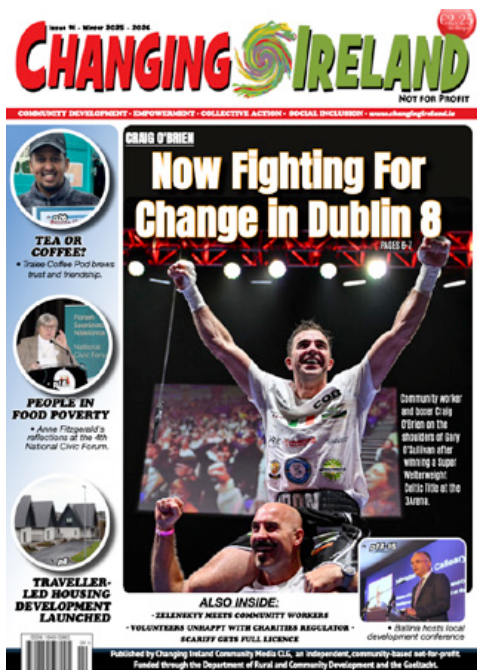 Issue 91 - Winter 2025 - 2026
CHANGING IRELAND
NOT FOR PROFIT
COMMUNITY DEVELOPMENT - EMPOWERMENT - COLLECTIVE ACTION - SOCIAL INCLUSION - www.changingireland.ie
CRAIG O'BRIEN
Now Fighting For
Change in Dublin 8
PAGES 6-7
TEA OR
COFFEE?
• Tralee Coffee Pod brews
trust and friendship.
PEOPLE IN
FOOD POVERTY
• Anne Fitzgerald's
reflections at the 4th
National Civic Forum.
p8
TRAVELLER-
LED HOUSING
DEVELOPMENT
LAUNCHED
Community worker
and boxer Craig
O'Brien on the
shoulders of Gary
O'Sullivan after
winning a Super
Welterweight
Celtic Title at the
3Arena.
ALSO INSIDE:
- ZELENSKYY MEETS COMMUNITY WORKERS
- VOLUNTEERS UNHAPPY WITH CHARITIES REGULATOR -
SCARIFF GETS FULL LICENCE
• Ballina hosts local
development conference
Published by Changing Ireland Community Media CLG, an independent, community-based not-for-profit.
Funded through the Department of Rural and Community Development and the Gaeltacht.